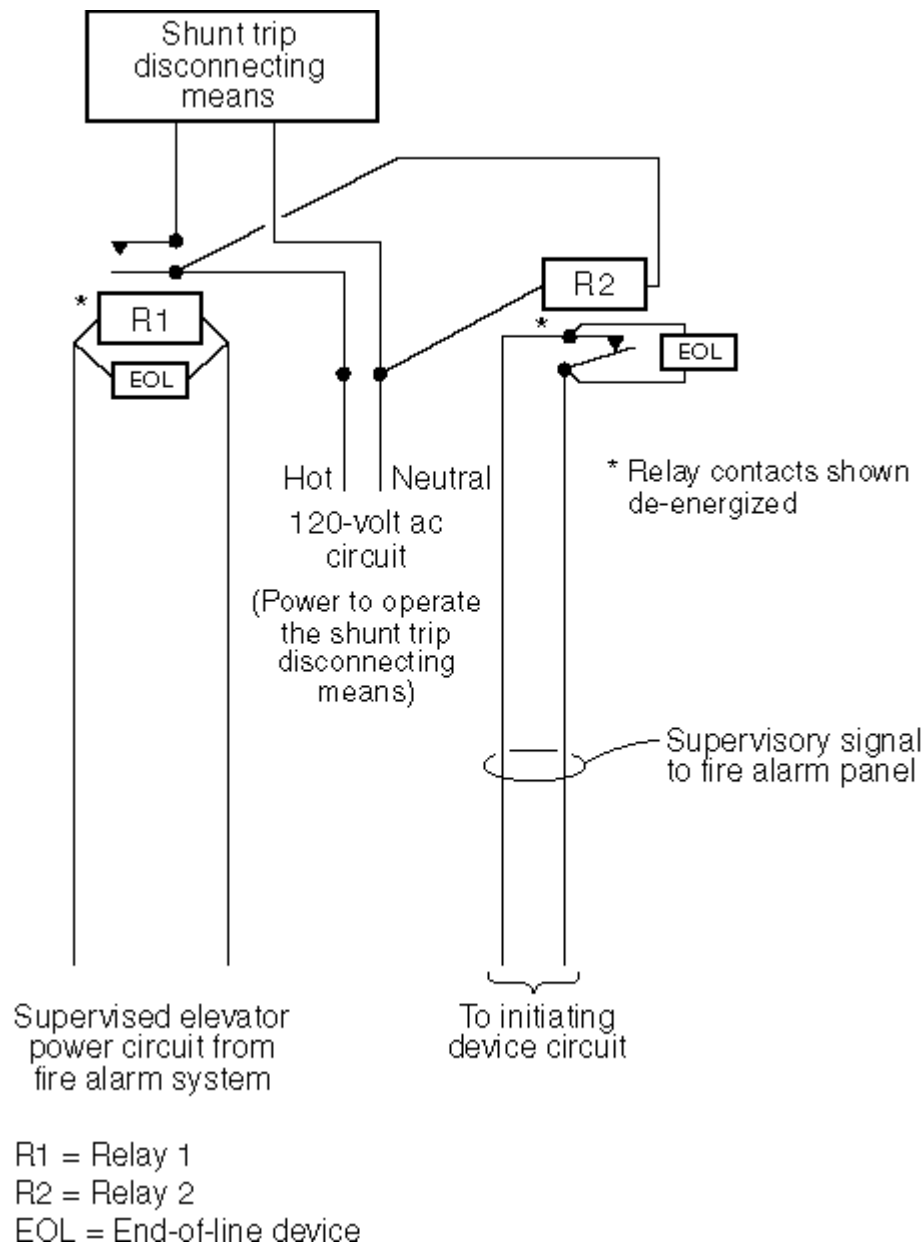 Shunt trip
disconnecting
means
R2
*
R1
*
EOL
EOL
Hot
Neutral
* Relay contacts shown
de-energized
120-volt ac
circuit
(Power to operate
the shunt trip
disconnecting
means)
Supervisory signal
to fire alarm panel
Supervised elevator
power circuit from
fire alarm system
To initiating
device circuit
R1 = Relay 1
R2 = Relay 2
EOL = End-of-line device